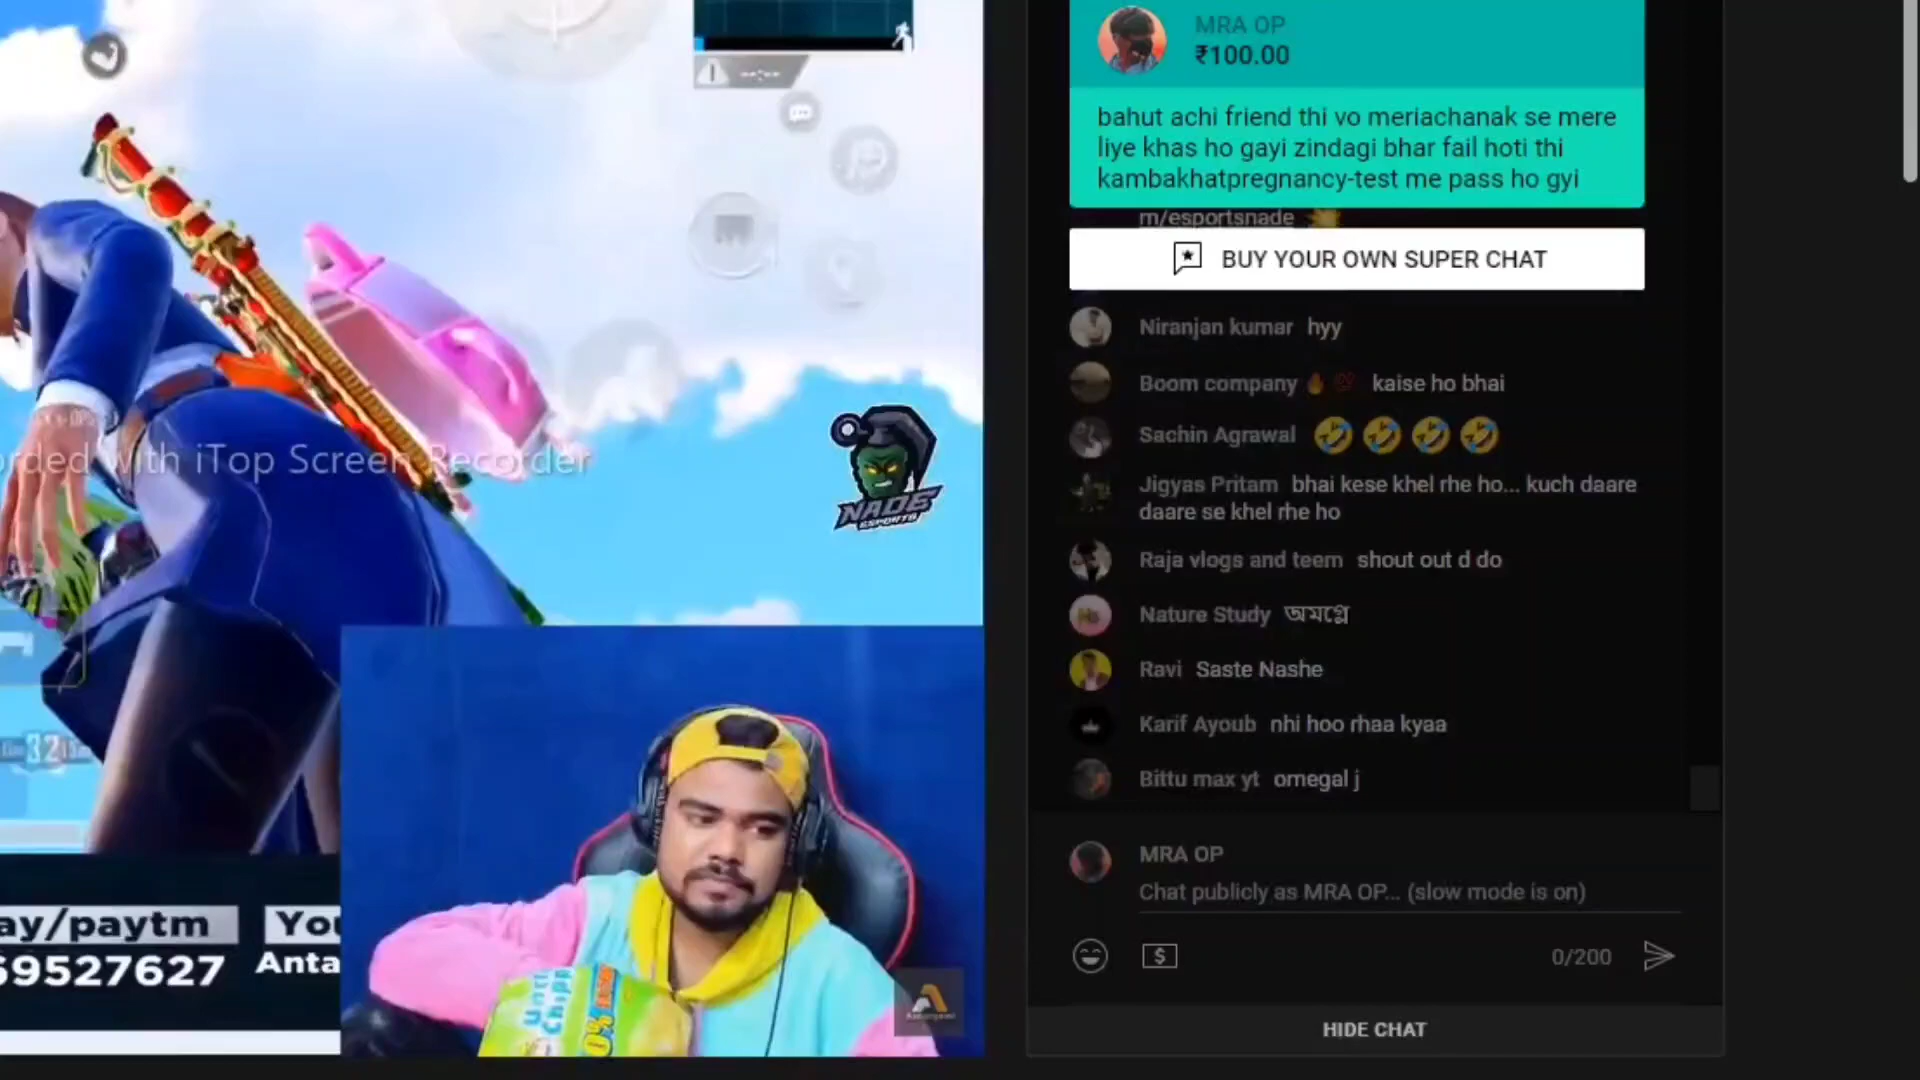 MRA OP
₹100.00
bahut achi friend thi vo meriachanak se mere
liye khas ho gayi zindagi bhar fail hoti thi
kambakhatpregnancy-test me pass ho gyi
m/esportsnade
BUY YOUR OWN SUPER CHAT
Niranjan kumar hyy
Boom company 🔥 💯 kaise ho bhai
Sachin Agrawal 🤣 🤣 🤣 🤣
Jigyas Pritam bhai kese khel rhe ho... kuch daare
daare se khel rhe ho
Raja vlogs and teem shout out d do
Nature Study
Ravi Saste Nashe
Karif Ayoub nhi hoo rhaa kyaa
Bittu max yt omegal j
MRA OP
Chat publicly as MRA OP... (slow mode is on)
0/200
HIDE CHAT
orded with iTop Screen Recorder
NADE
ESPORTS
32
ay/paytm You
69527627 Anta